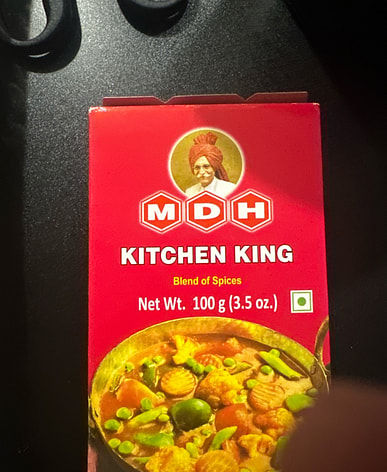 MDH
KITCHEN KING
Blend of Spices
Net Wt. 100 g (3.5 oz.)